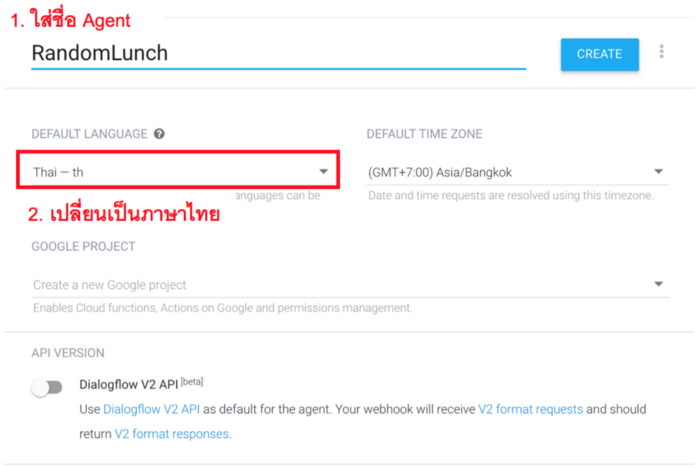 1. ใส่ชื่อ Agent
RandomLunch
CREATE
DEFAULT LANGUAGE
DEFAULT TIME ZONE
Thai — th
(GMT+7:00) Asia/Bangkok
anguages can be
Date and time requests are resolved using this timezone.
2. เปลี่ยนเป็นภาษาไทย
GOOGLE PROJECT
Create a new Google project
Enables Cloud functions, Actions on Google and permissions management.
API VERSION
Dialogflow V2 API [beta]
Use Dialogflow V2 API as default for the agent. Your webhook will receive V2 format requests and should
return V2 format responses.